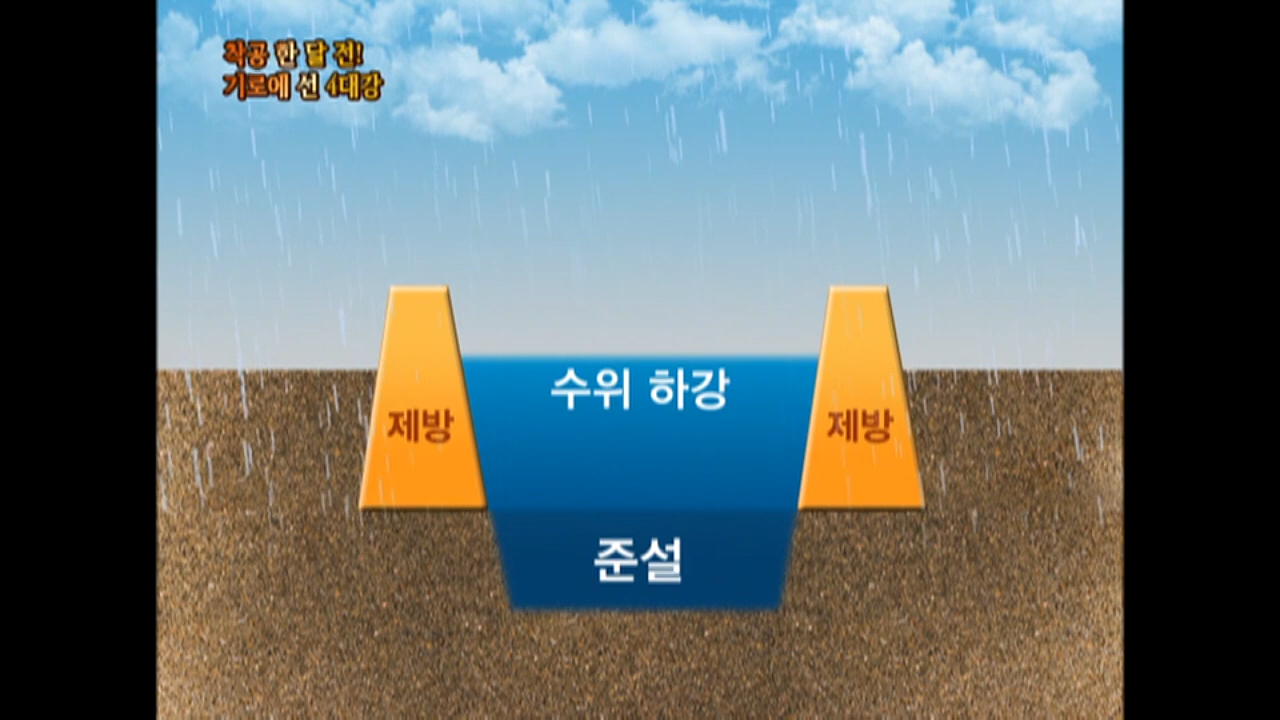 착공 한 달 전!
기로에 선 4대강
수위 하강
제방
제방
준설